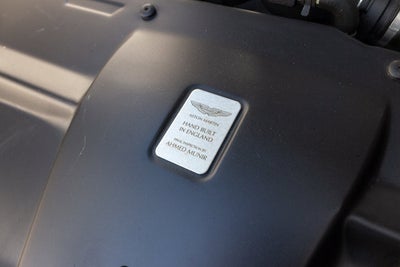 ASTON MARTIN
HAND BUILT
IN ENGLAND
FINAL INSPECTION BY
AHMED MUNIR